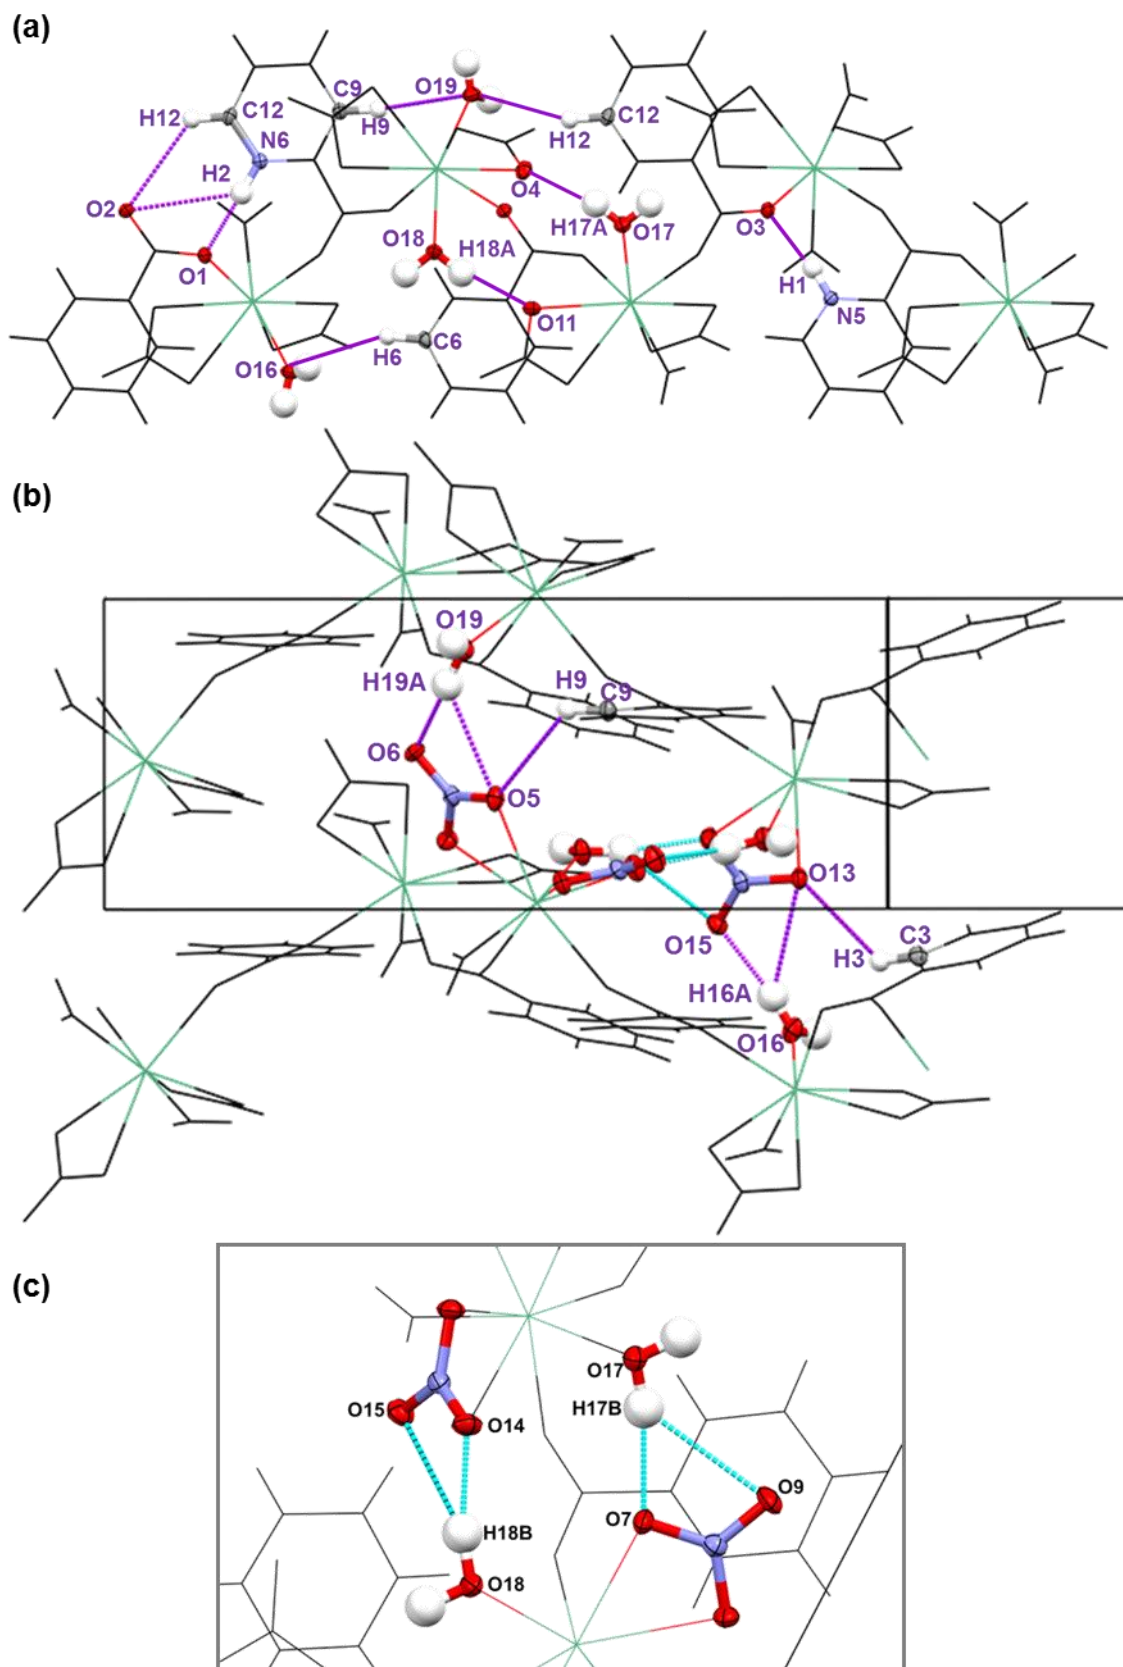 (a)
C9 O19
H12 C12 H9 H12 C12
N6
H2 O4
O2 H17A O17 O3
O1 O18 H18A
H1
O11 N5
O16 H6 C6
(b)
O19
H19A H9 C9
O6
O5
O13
O15 C3
H3
H16A
O16
(c)
O17
O15 H17B
O14
O9
H18B O7
O18